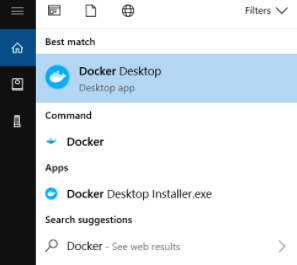 Filters
Best match
Docker Desktop
Desktop app
Command
Docker
Apps
Docker Desktop Installer.exe
Search suggestions
Docker - See web results